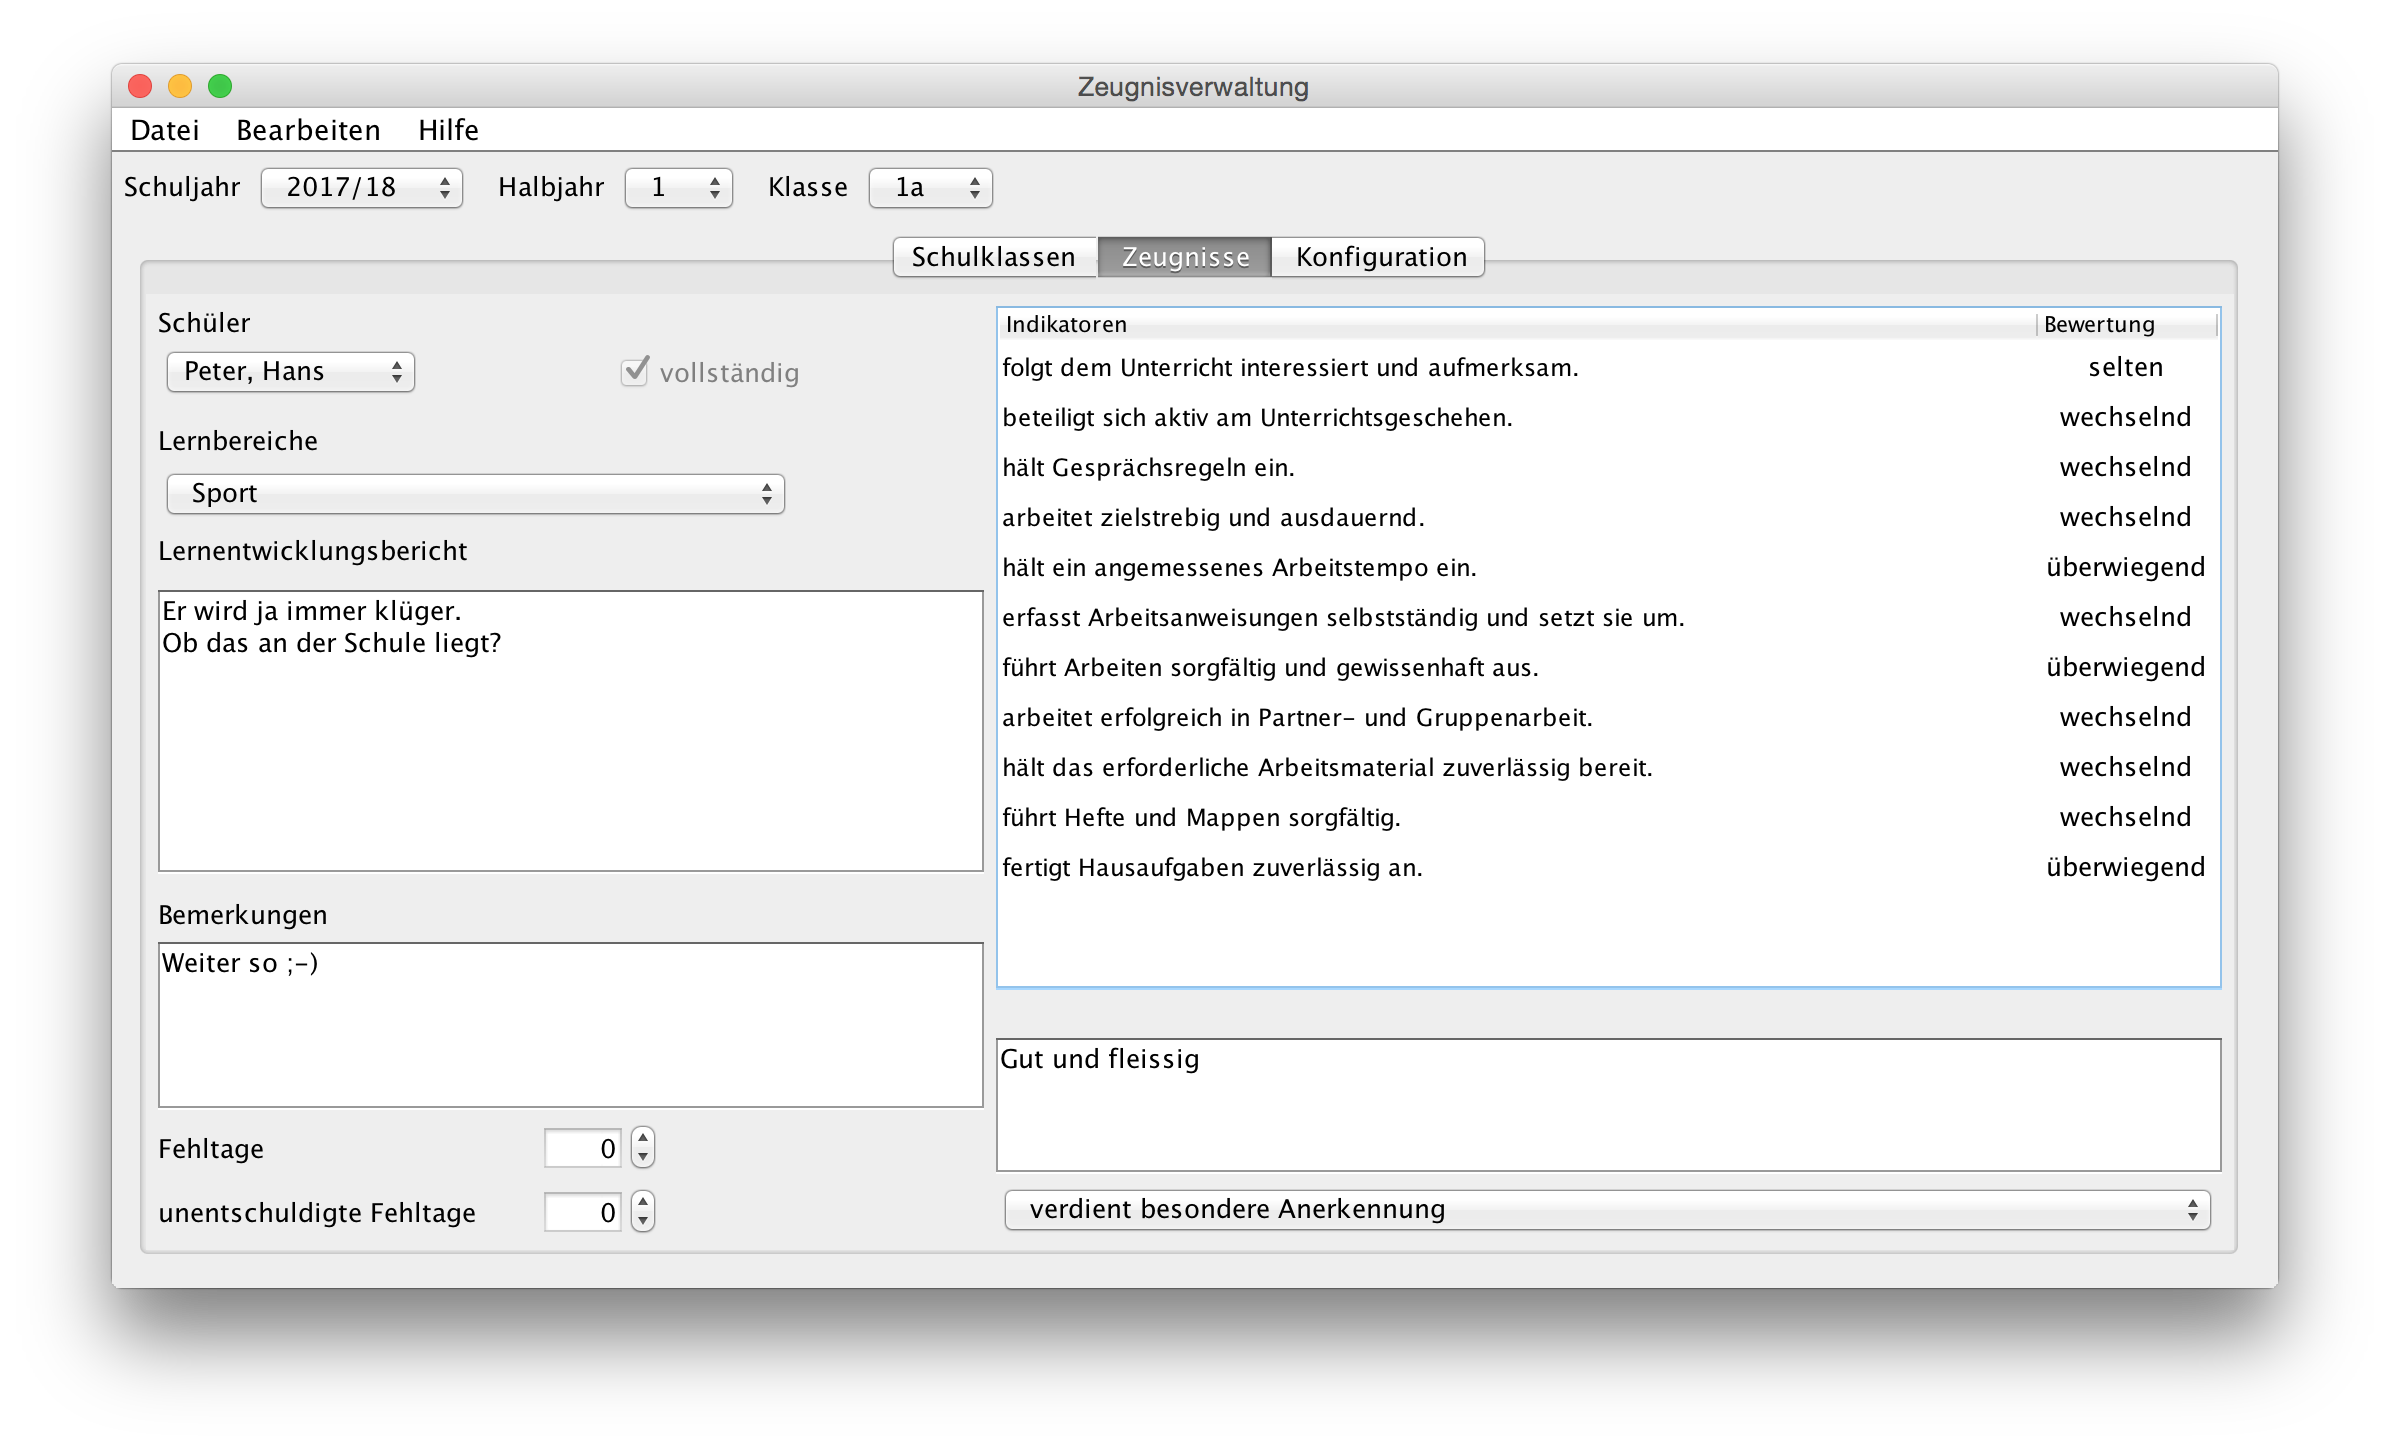 Zeugnisverwaltung
Datei Bearbeiten Hilfe
Schuljahr 2017/18 Halbjahr 1 Klasse 1a
Schulklassen Zeugnisse Konfiguration
Schüler
Peter, Hans vollständig
Lernbereiche
Sport
Lernentwicklungsbericht
Er wird ja immer klüger.
Ob das an der Schule liegt?
Bemerkungen
Weiter so ;-)
Fehltage 0
unentschuldigte Fehltage 0
Indikatoren Bewertung
folgt dem Unterricht interessiert und aufmerksam. selten
beteiligt sich aktiv am Unterrichtsgeschehen. wechselnd
hält Gesprächsregeln ein. wechselnd
arbeitet zielstrebig und ausdauernd. wechselnd
hält ein angemessenes Arbeitstempo ein. überwiegend
erfasst Arbeitsanweisungen selbstständig und setzt sie um. wechselnd
führt Arbeiten sorgfältig und gewissenhaft aus. überwiegend
arbeitet erfolgreich in Partner- und Gruppenarbeit. wechselnd
hält das erforderliche Arbeitsmaterial zuverlässig bereit. wechselnd
führt Hefte und Mappen sorgfältig. wechselnd
fertigt Hausaufgaben zuverlässig an. überwiegend
Gut und fleissig
verdient besondere Anerkennung